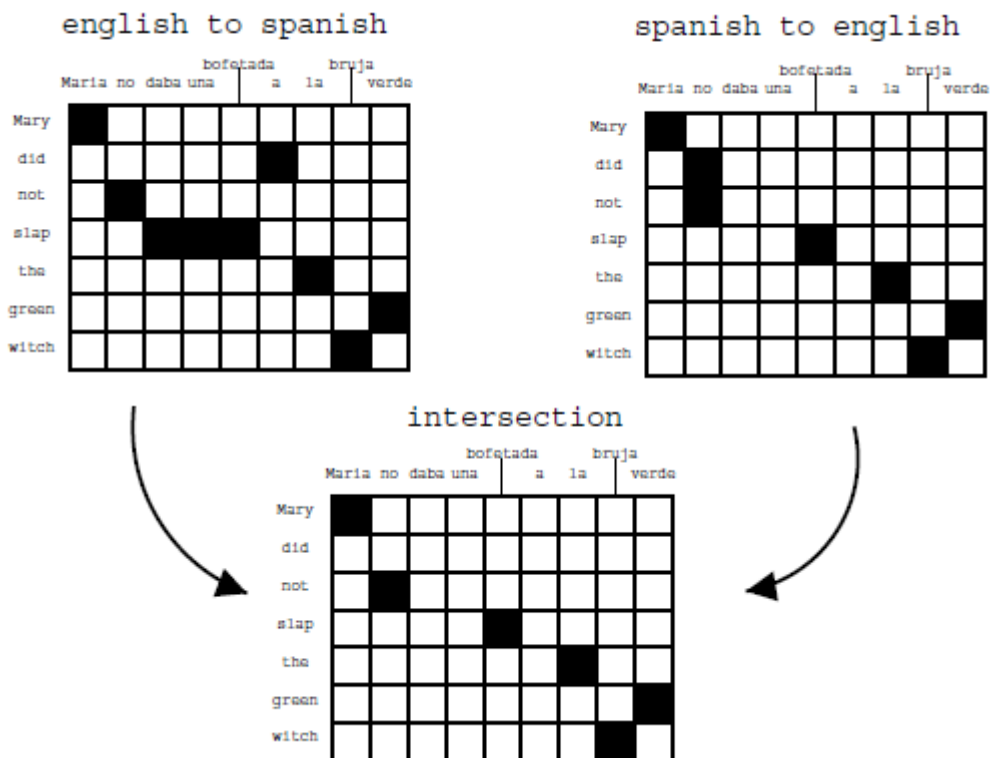 english to spanish
bofetada bruja
Maria no daba una a la verde
Mary
did
not
slap
the
green
witch
spanish to english
bofetada bruja
Maria no daba una a la verde
Mary
did
not
slap
the
green
witch
intersection
bofetada bruja
Maria no daba una a la verde
Mary
did
not
slap
the
green
witch